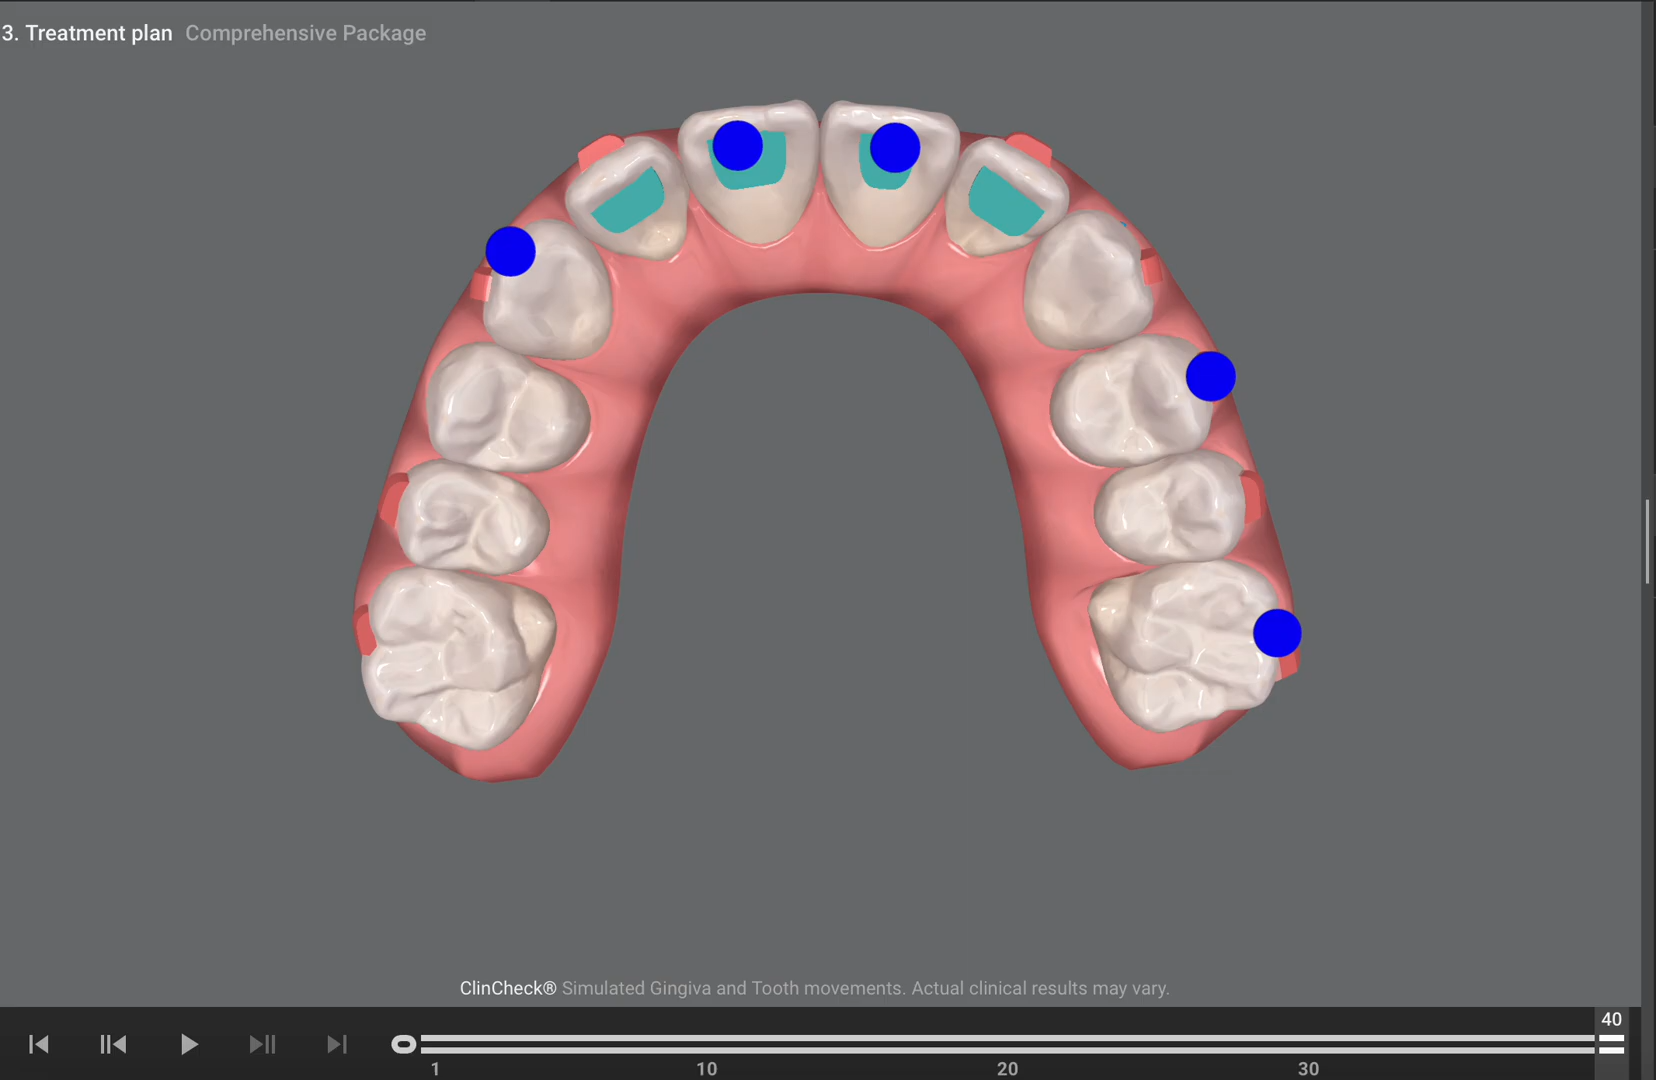 3. Treatment plan Comprehensive Package
ClinCheck® Simulated Gingiva and Tooth movements. Actual clinical results may vary.
40
1 10 20 30